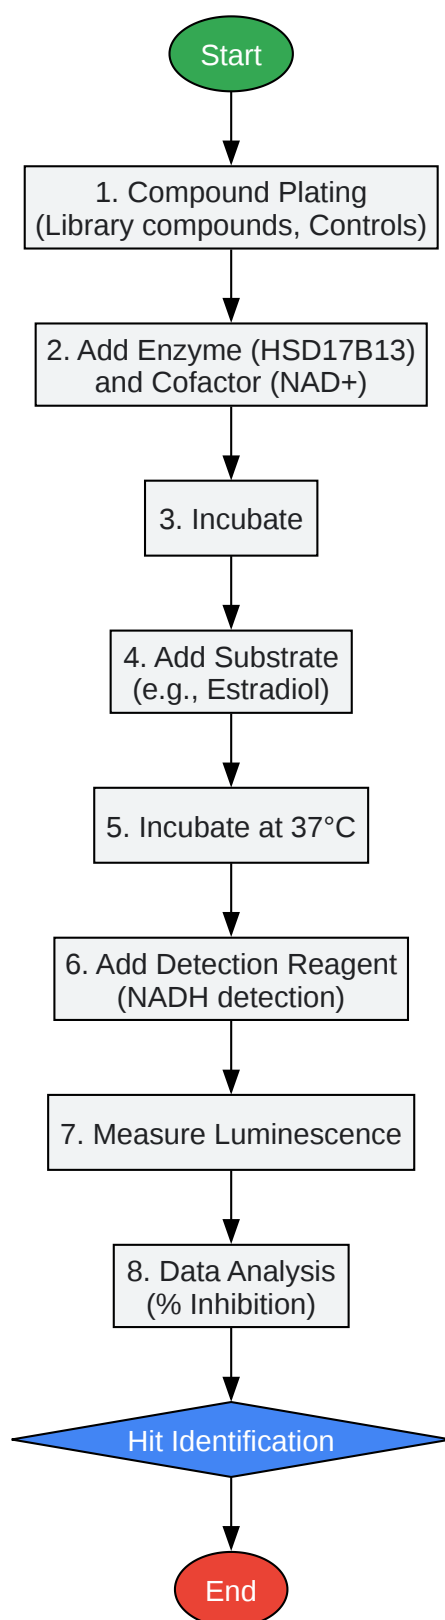 Start
1. Compound Plating
(Library compounds, Controls)
2. Add Enzyme (HSD17B13)
and Cofactor (NAD+)
3. Incubate
4. Add Substrate
(e.g., Estradiol)
5. Incubate at 37°C
6. Add Detection Reagent
(NADH detection)
7. Measure Luminescence
8. Data Analysis
(% Inhibition)
Hit Identification
End